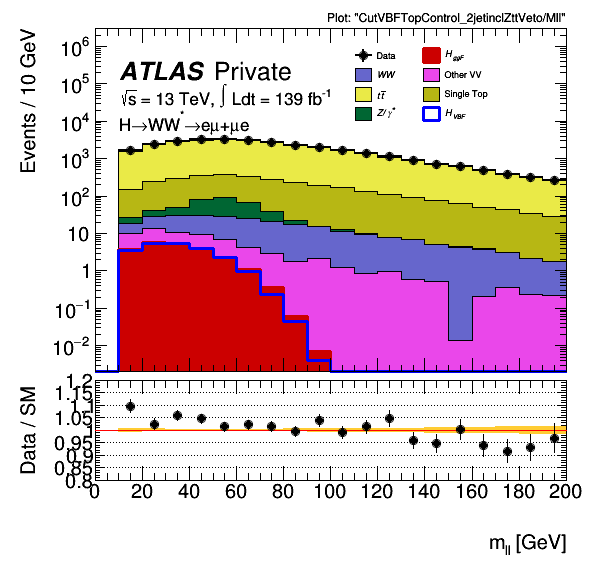 Plot: "CutVBFTopControl_2jetinclZttVeto/Mll"
Events / 10 GeV
10⁶
10⁵
10⁴
10³
10²
10
1
10⁻¹
10⁻²
ATLAS Private
√s = 13 TeV, ∫ Ldt = 139 fb⁻¹
H→WW*→eμ+μe
Data
H_ggF
WW
Other VV
tt̅
Single Top
Z/γ*
H_VBF
Data / SM
1.2
1.15
1.1
1.05
1
0.95
0.9
0.85
0.8
0 20 40 60 80 100 120 140 160 180 200
m_ll [GeV]